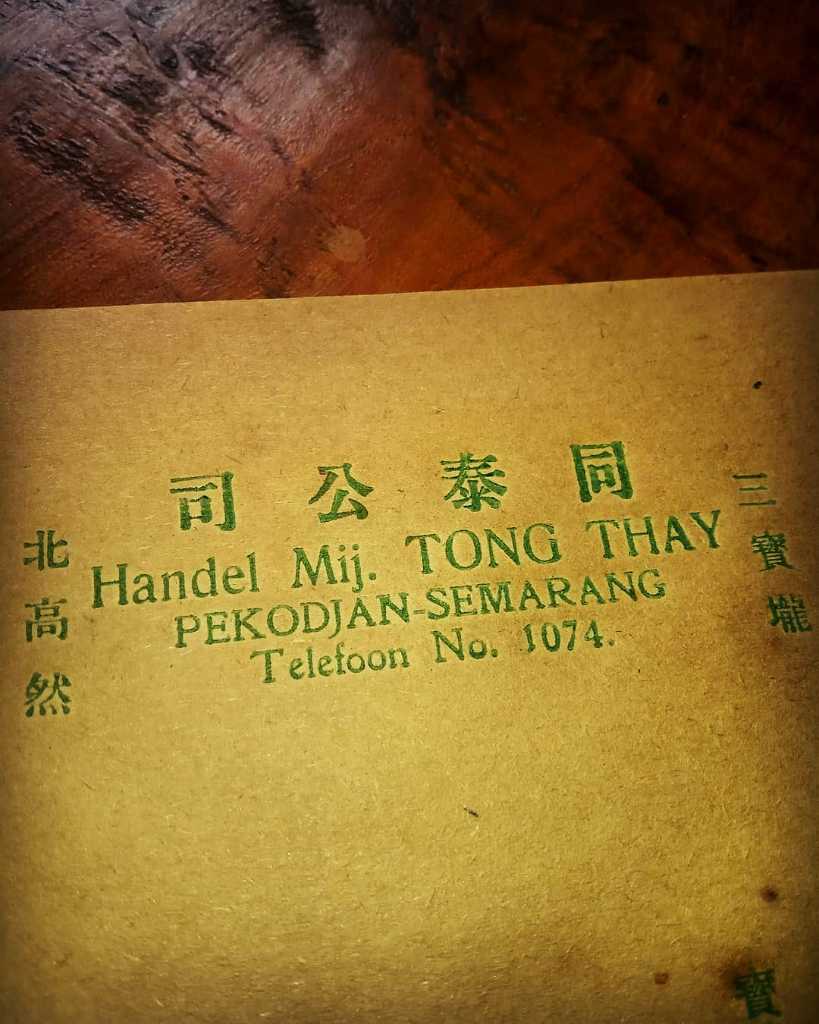 同泰公司
三寶壠
北高然
Handel Mij. TONG THAY
PEKODJAN-SEMARANG
Telefoon No. 1074.
寶